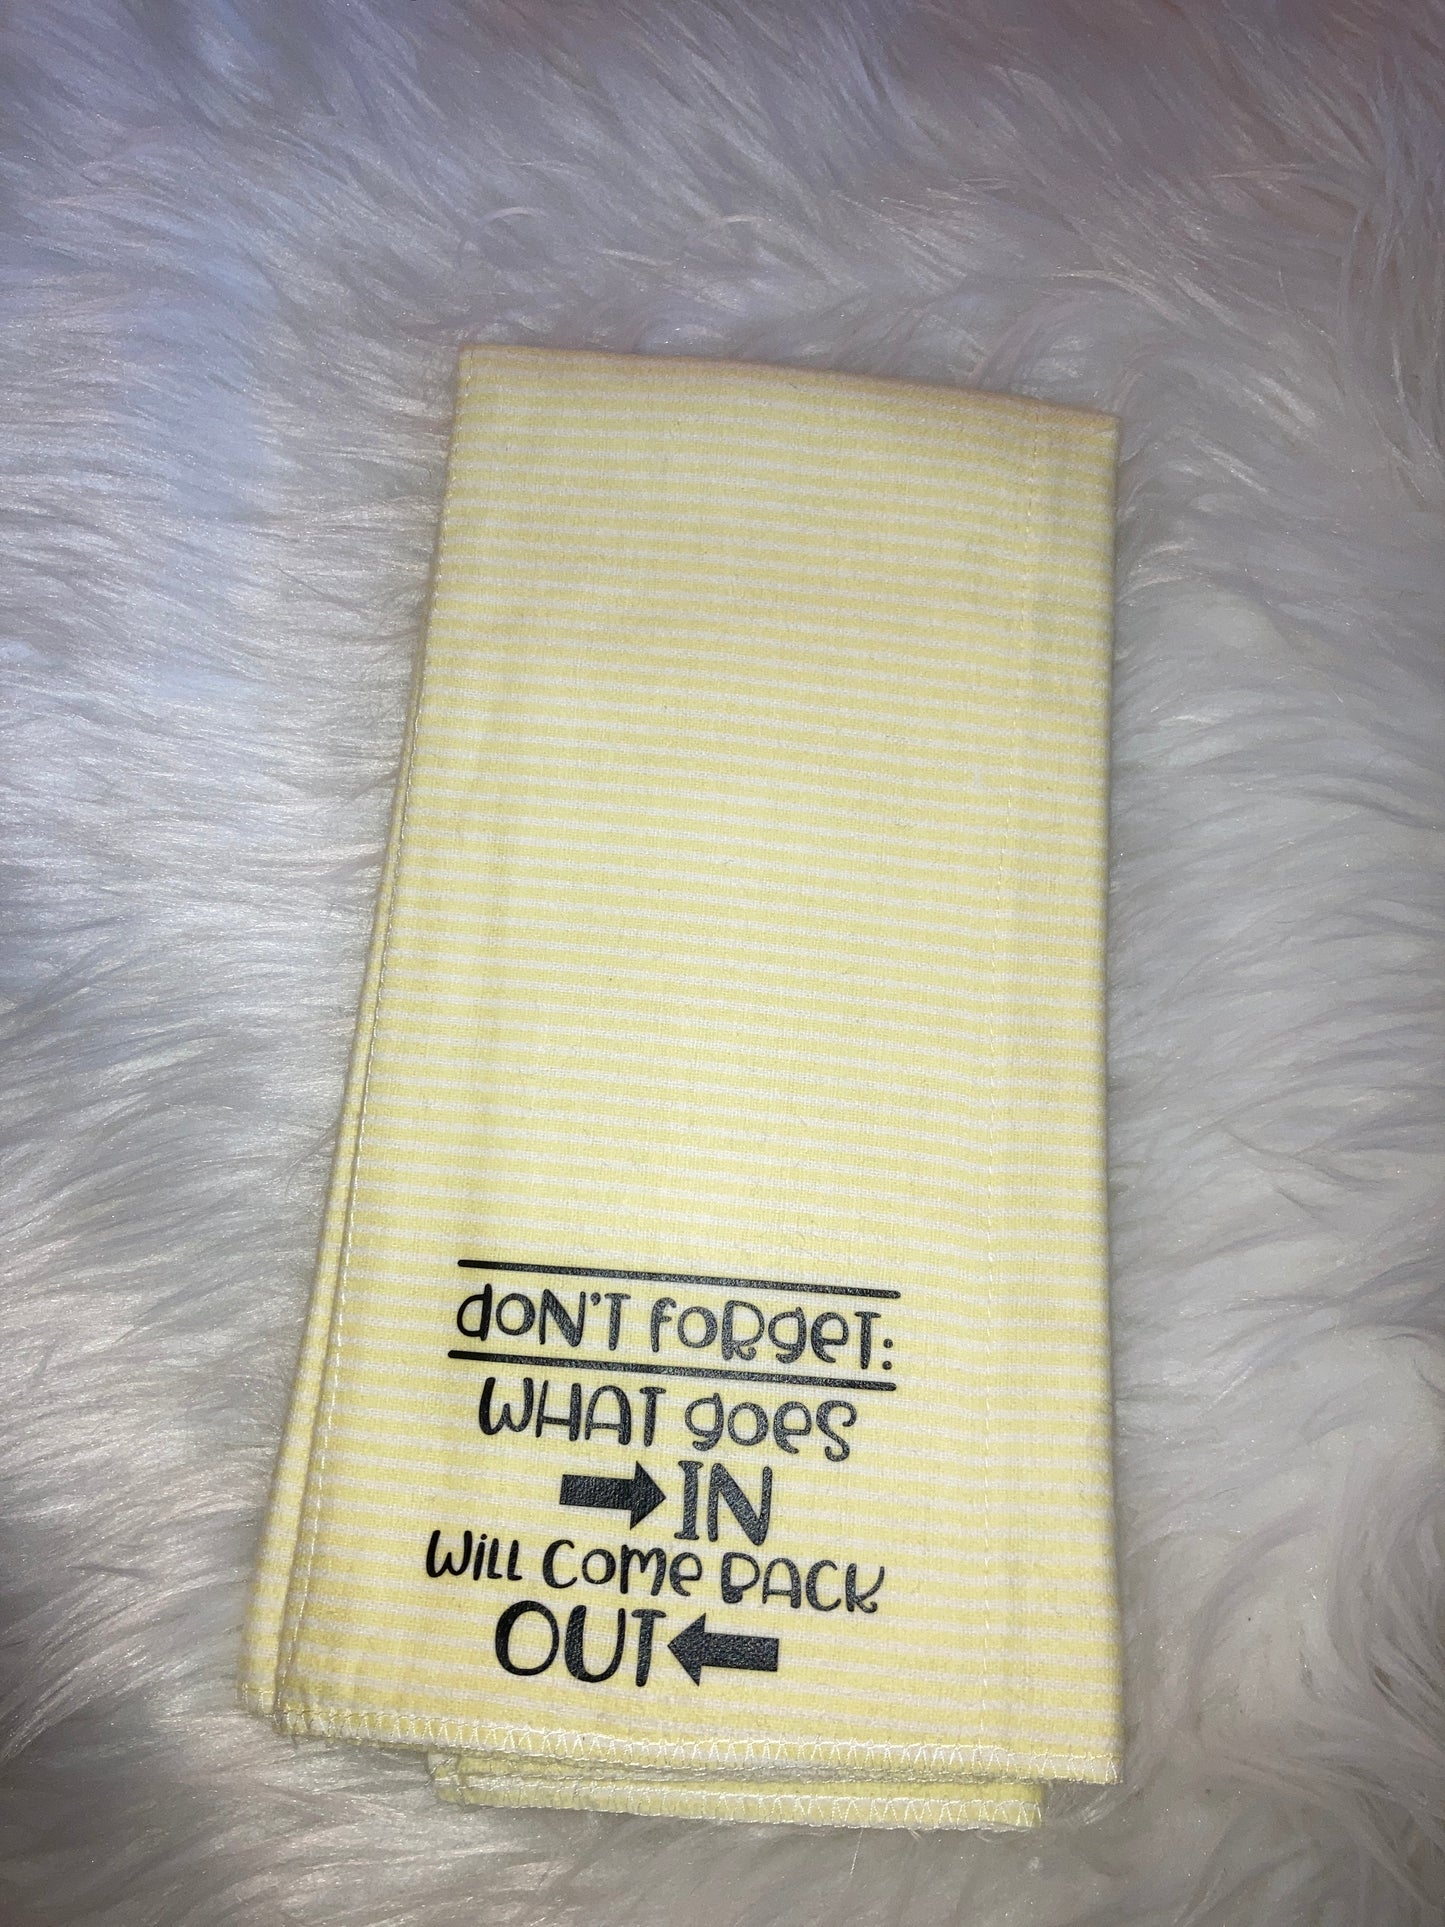 doN'T foRgeT:
WHAT goes
IN
Will Come BACK
OUT